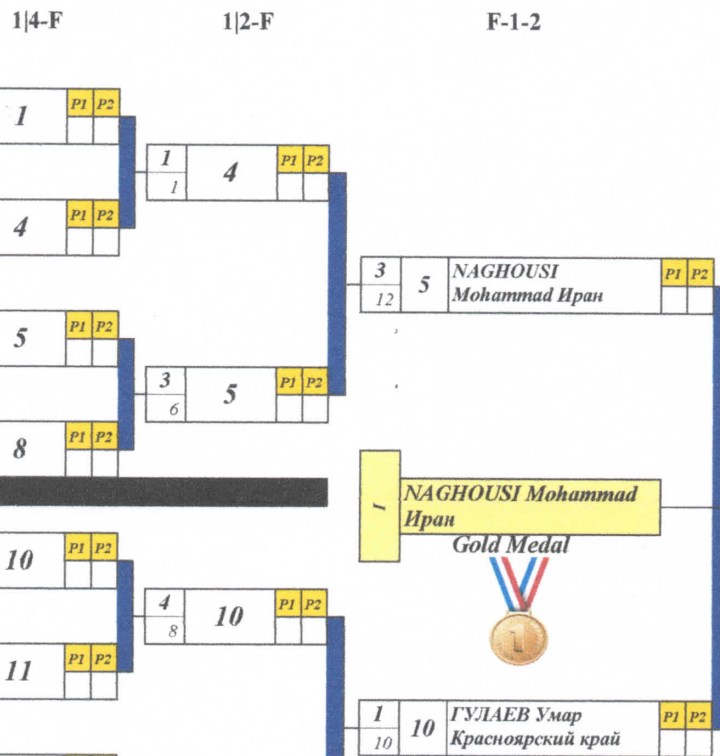 1|4-F 1|2-F F-1-2
1 P1 P2
1 4 P1 P2
1
4 P1 P2
3 5 NAGHOUSI P1 P2
12 Mohammad Иран
5 P1 P2
3 5 P1 P2
6
8 P1 P2
I NAGHOUSI Mohammad
Иран
Gold Medal
1
10 P1 P2
4 10 P1 P2
8
11 P1 P2
1 10 ГУЛАЕВ Умар P1 P2
10 Красноярский край